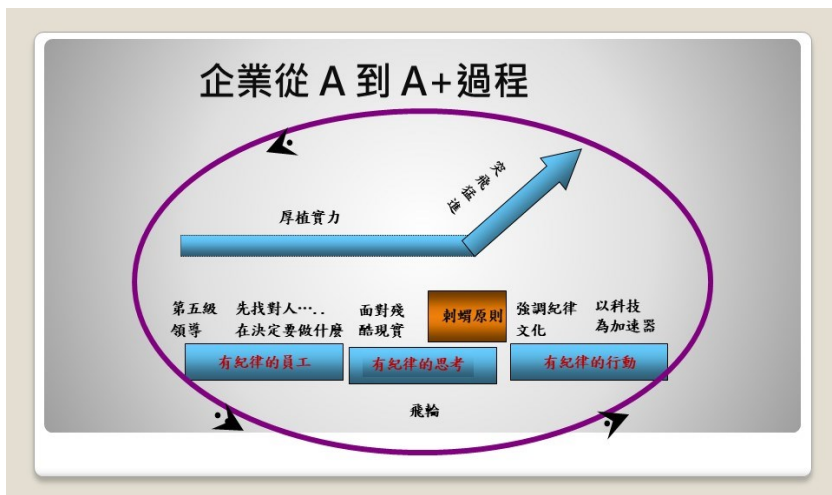 企業從 A 到 A+過程
突飛猛進
厚植實力
第五級
領導
先找對人…..
在決定要做什麼
面對殘
酷現實
刺蝟原則
強調紀律
文化
以科技
為加速器
有紀律的員工
有紀律的思考
有紀律的行動
飛輪